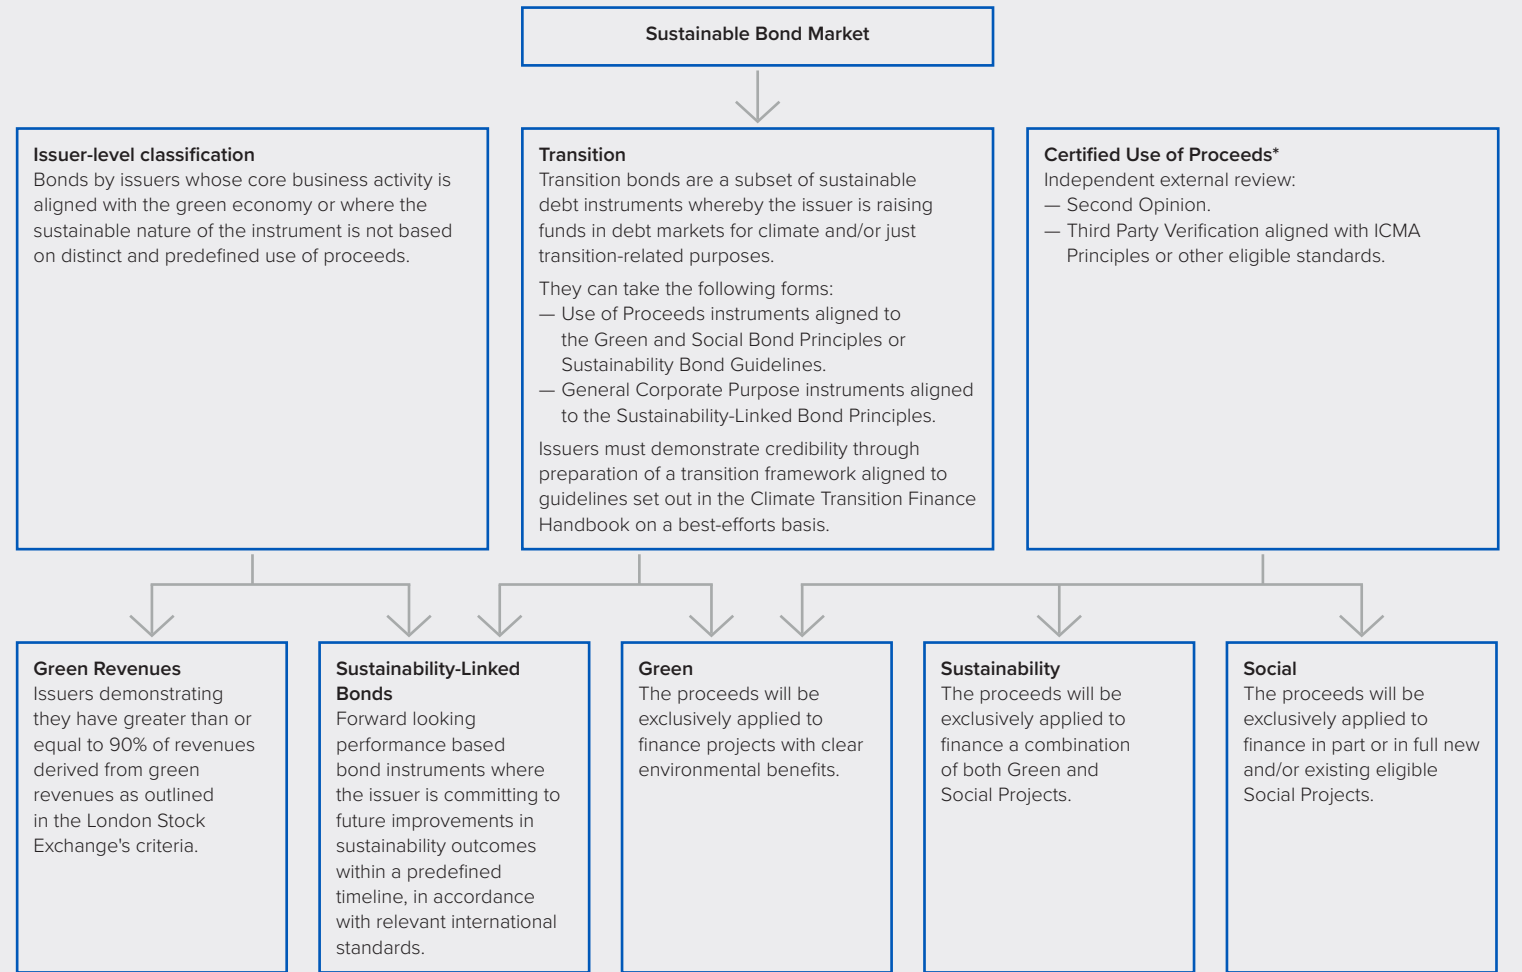 Sustainable Bond Market
Issuer-level classification
Bonds by issuers whose core business activity is
aligned with the green economy or where the
sustainable nature of the instrument is not based
on distinct and predefined use of proceeds.
Transition
Transition bonds are a subset of sustainable
debt instruments whereby the issuer is raising
funds in debt markets for climate and/or just
transition-related purposes.
They can take the following forms:
— Use of Proceeds instruments aligned to
the Green and Social Bond Principles or
Sustainability Bond Guidelines.
— General Corporate Purpose instruments aligned
to the Sustainability-Linked Bond Principles.
Issuers must demonstrate credibility through
preparation of a transition framework aligned to
guidelines set out in the Climate Transition Finance
Handbook on a best-efforts basis.
Certified Use of Proceeds*
Independent external review:
— Second Opinion.
— Third Party Verification aligned with ICMA
Principles or other eligible standards.
Green Revenues
Issuers demonstrating
they have greater than or
equal to 90% of revenues
derived from green
revenues as outlined
in the London Stock
Exchange's criteria.
Sustainability-Linked
Bonds
Forward looking
performance based
bond instruments where
the issuer is committing to
future improvements in
sustainability outcomes
within a predefined
timeline, in accordance
with relevant international
standards.
Green
The proceeds will be
exclusively applied to
finance projects with clear
environmental benefits.
Sustainability
The proceeds will be
exclusively applied to
finance a combination
of both Green and
Social Projects.
Social
The proceeds will be
exclusively applied to
finance in part or in full new
and/or existing eligible
Social Projects.